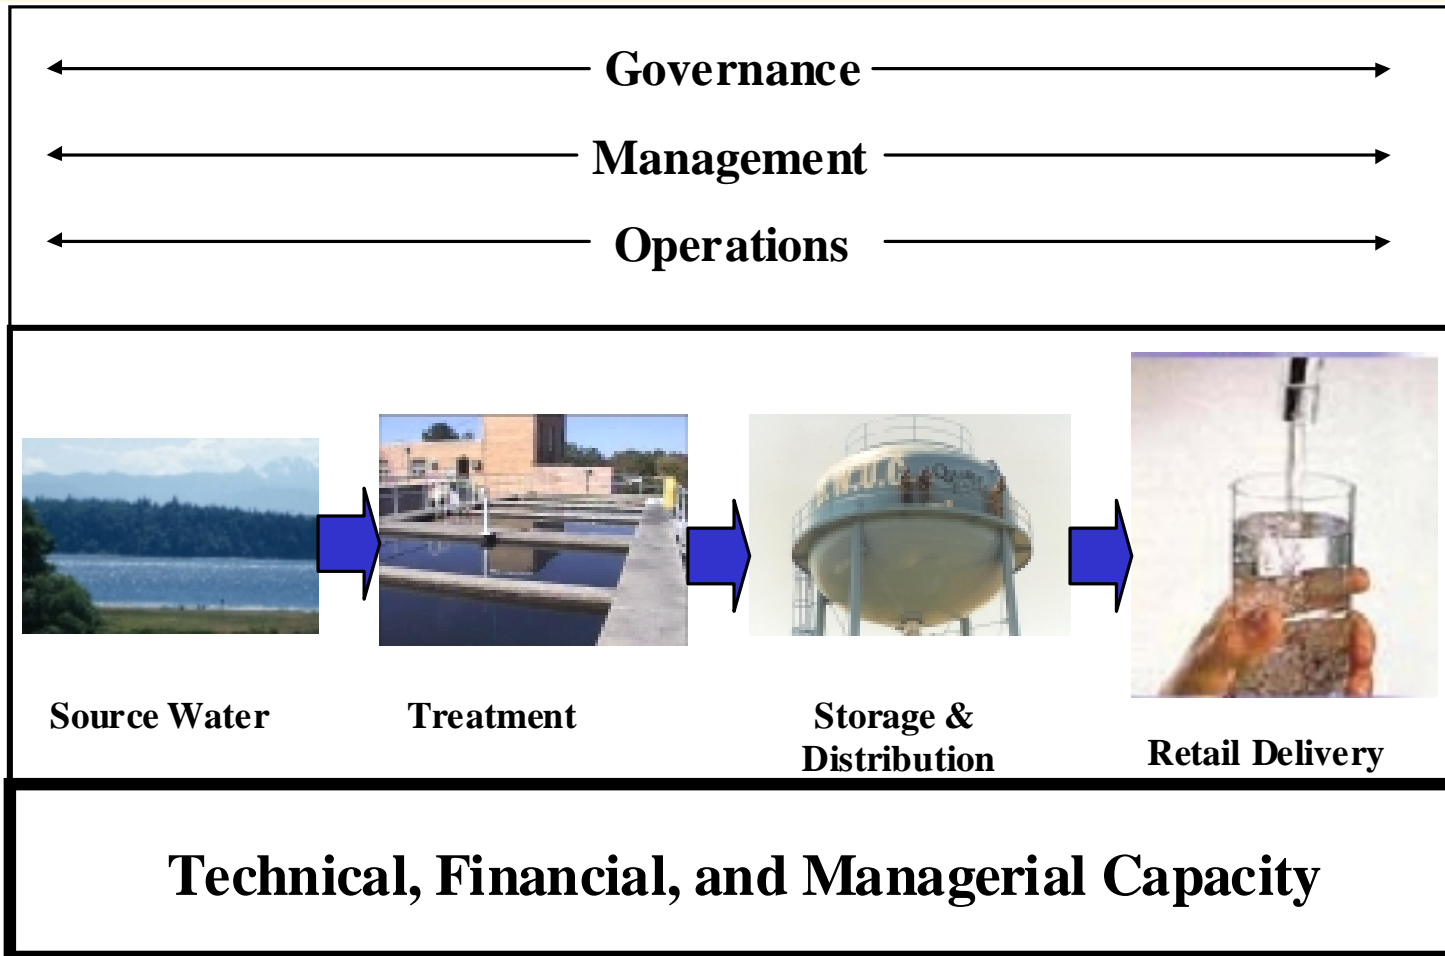 Governance
Management
Operations
Source Water
Treatment
Storage &
Distribution
Retail Delivery
Technical, Financial, and Managerial Capacity